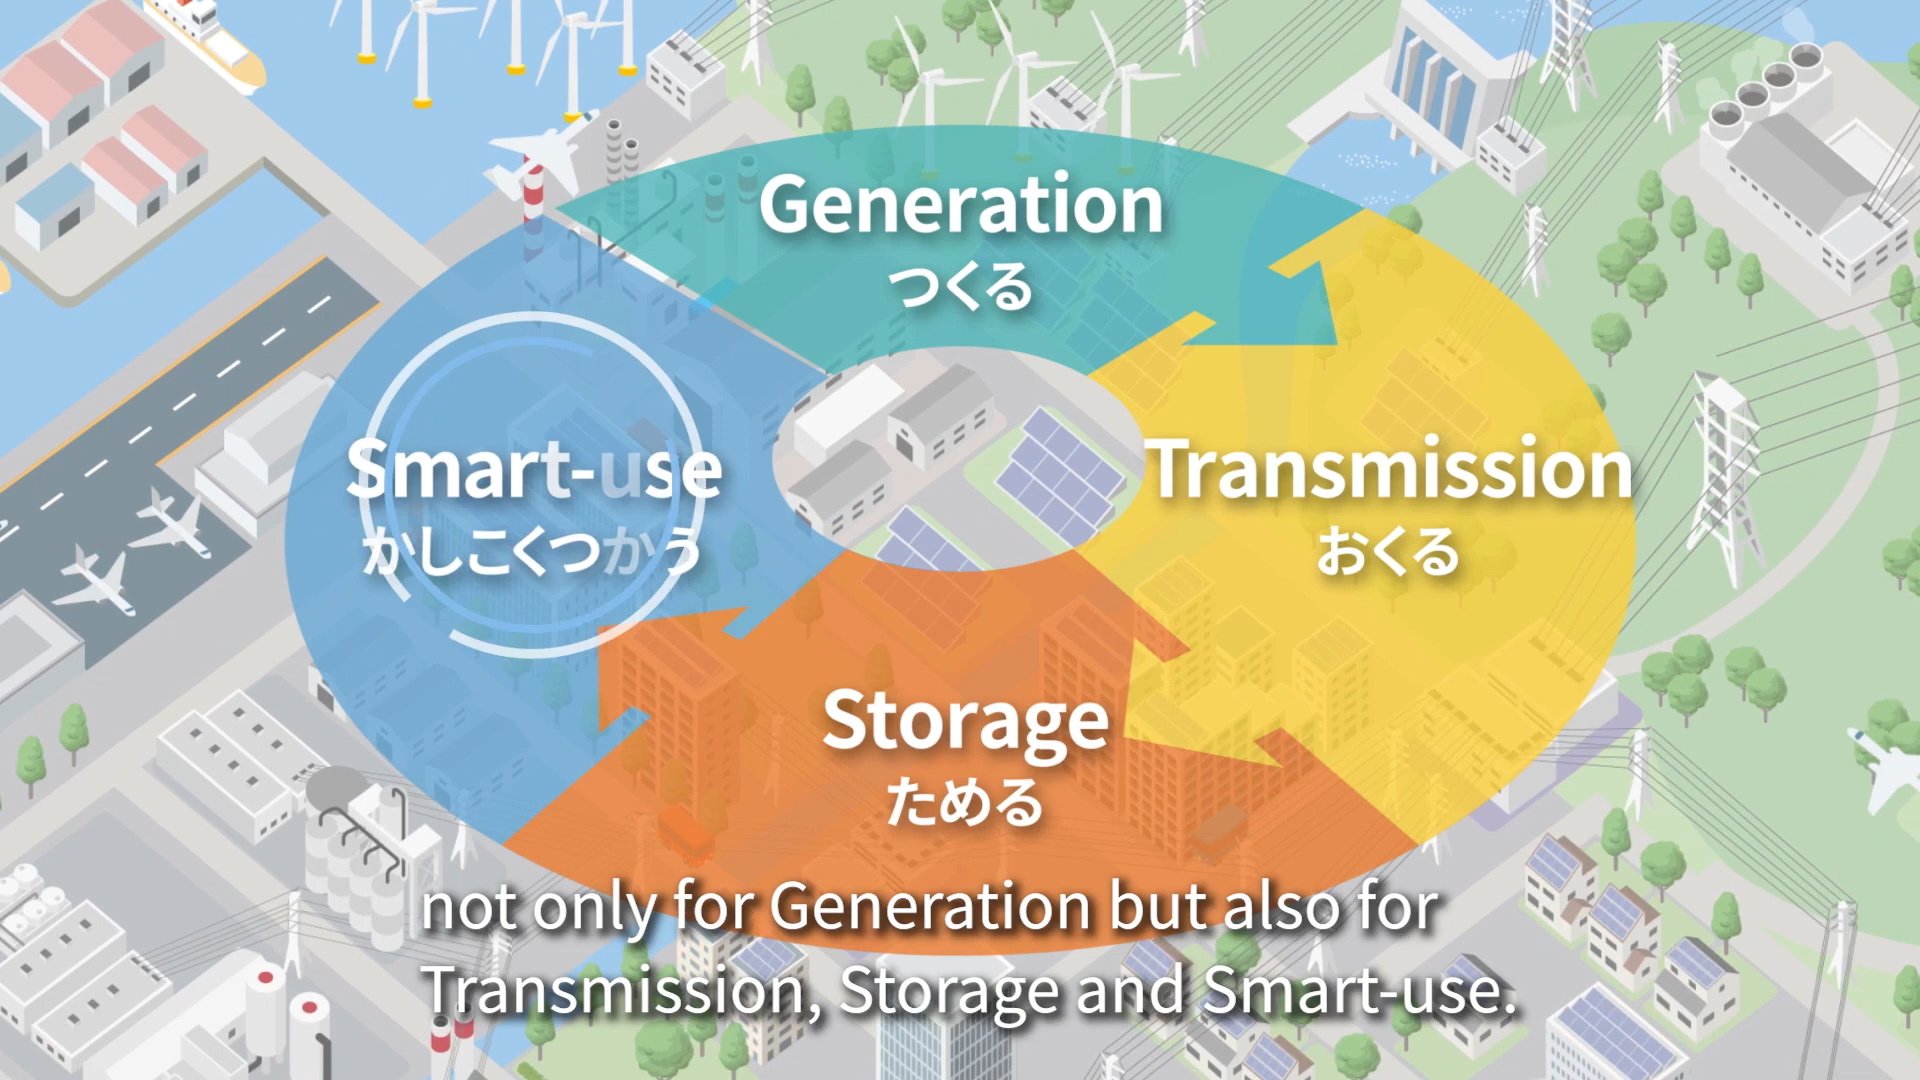 Generation
つくる
Smart-use
かしこくつかう
Transmission
おくる
Storage
ためる
not only for Generation but also for
Transmission, Storage and Smart-use.